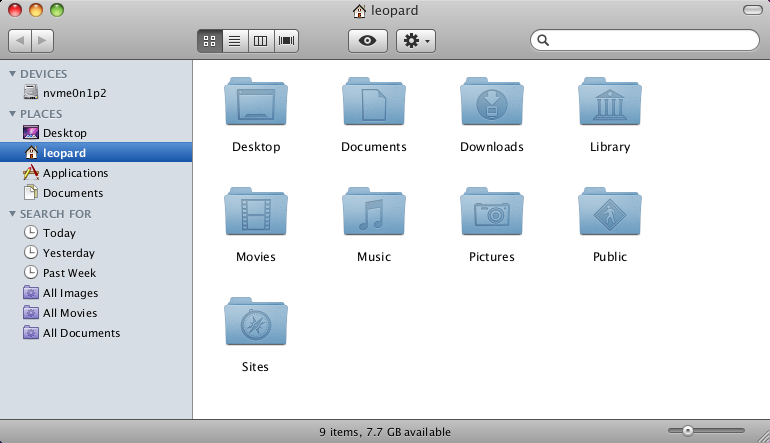 leopard
DEVICES
nvme0n1p2
PLACES
Desktop
leopard
Applications
Documents
SEARCH FOR
Today
Yesterday
Past Week
All Images
All Movies
All Documents
Desktop Documents Downloads Library
Movies Music Pictures Public
Sites
9 items, 7.7 GB available